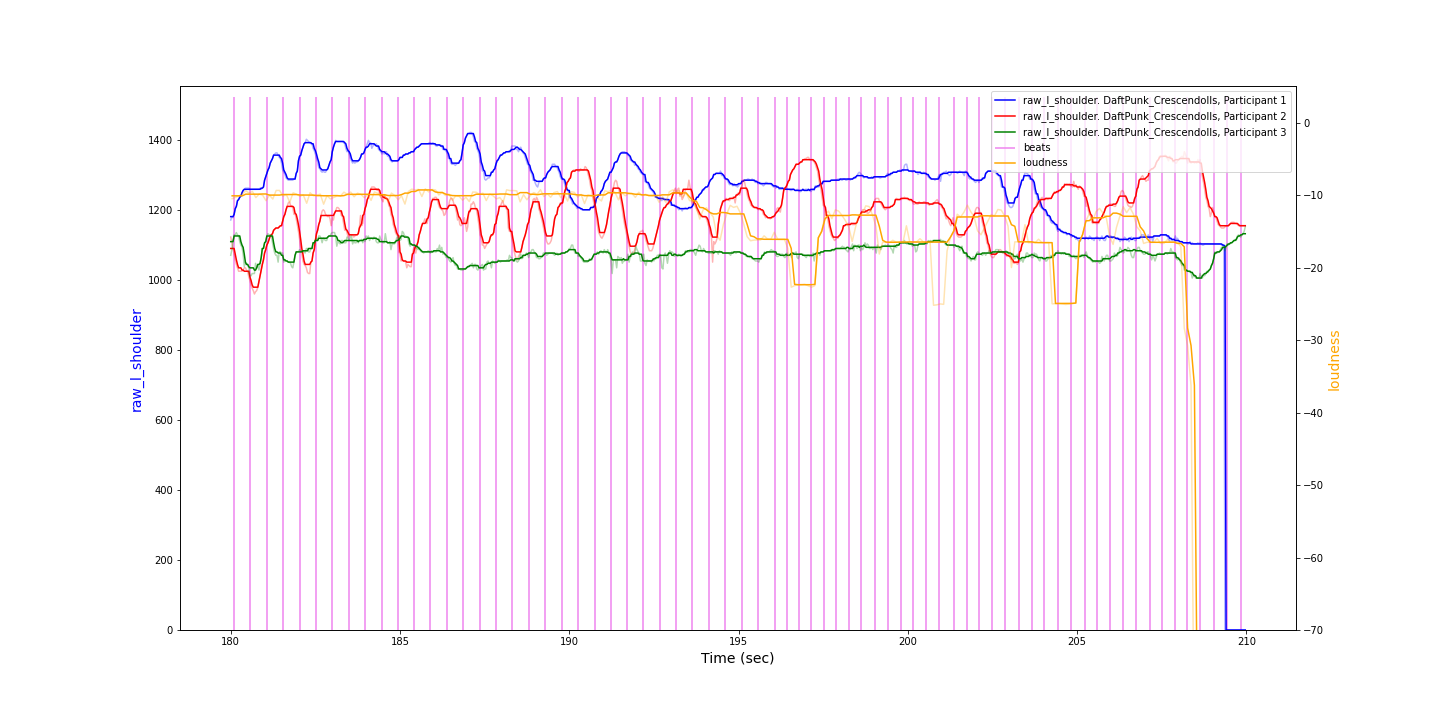 raw_l_shoulder. DaftPunk_Crescendolls, Participant 1
raw_l_shoulder. DaftPunk_Crescendolls, Participant 2
raw_l_shoulder. DaftPunk_Crescendolls, Participant 3
beats
loudness
1400
1200
1000
800
600
400
200
0
raw_l_shoulder
0
−10
−20
−30
−40
−50
−60
−70
loudness
180
185
190
195
200
205
210
Time (sec)